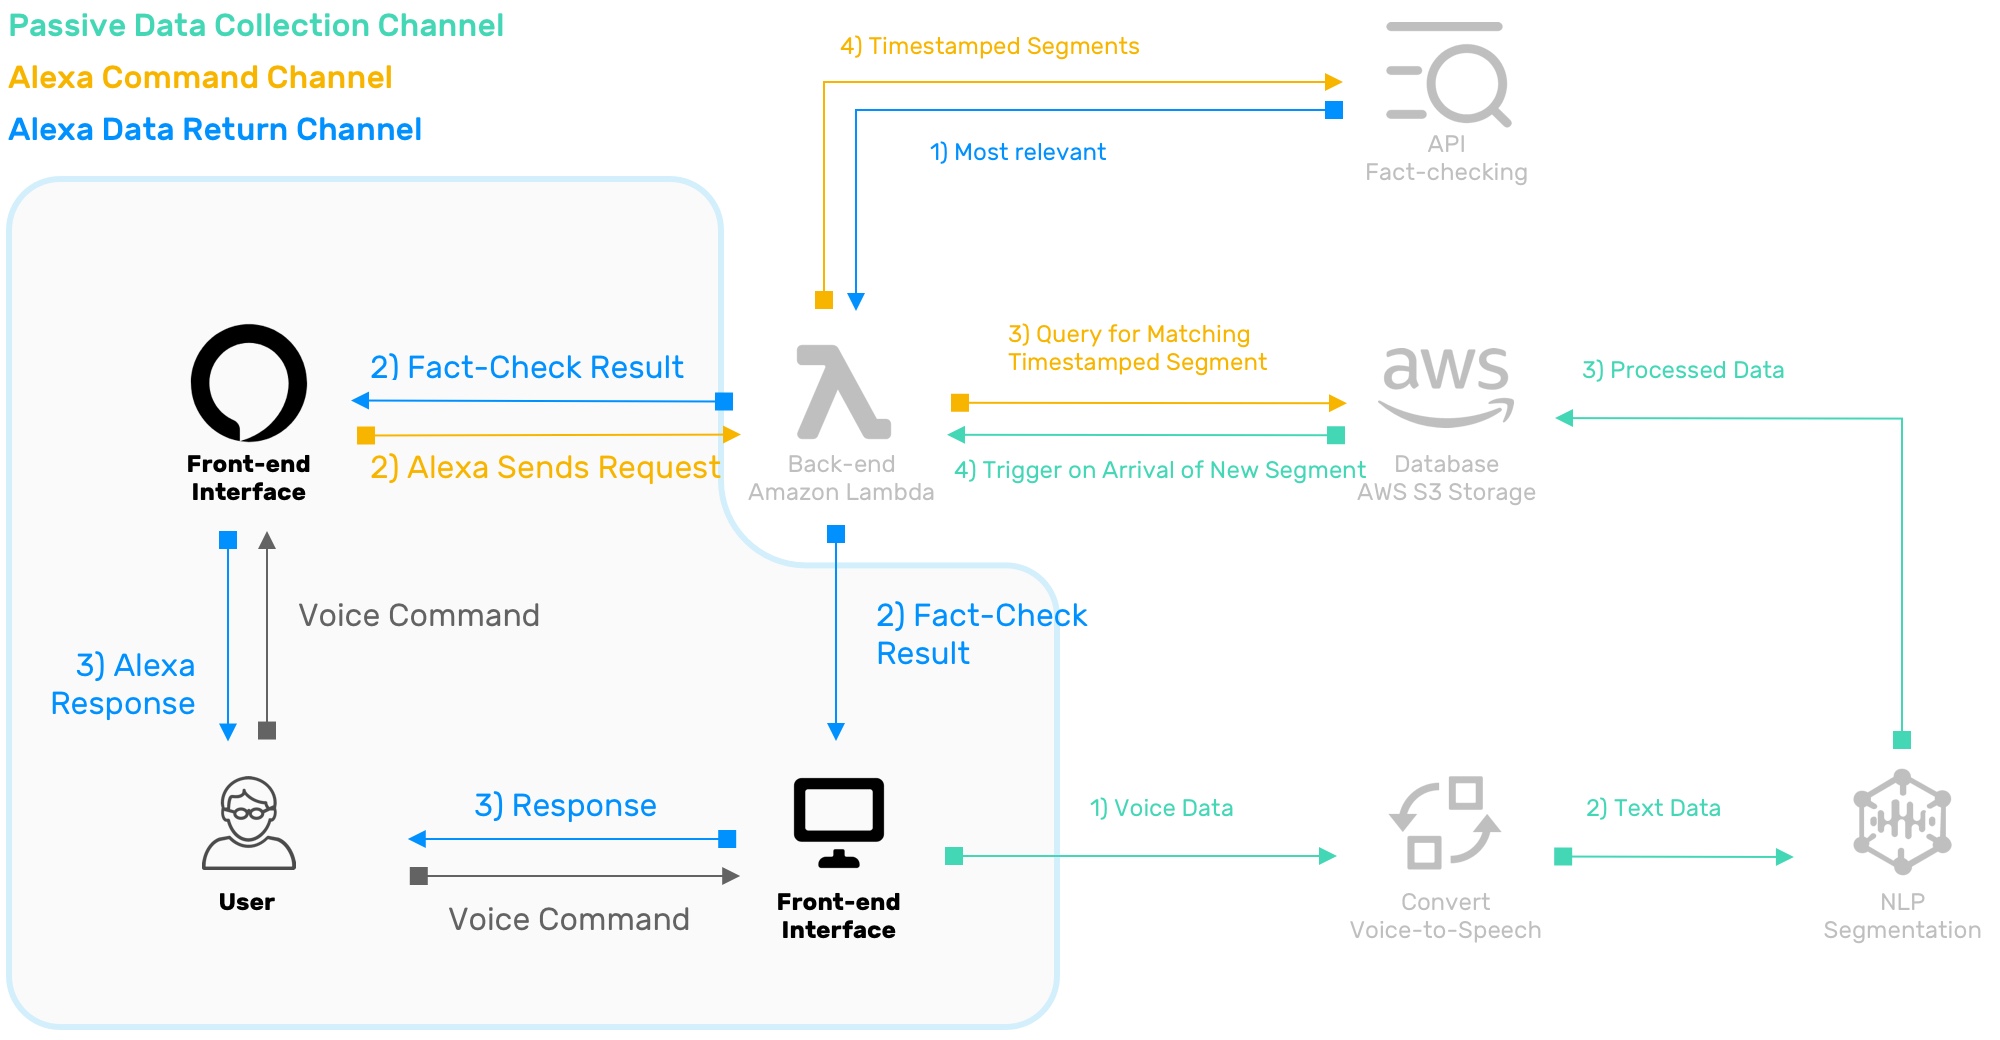 Passive Data Collection Channel
Alexa Command Channel
Alexa Data Return Channel
4) Timestamped Segments
1) Most relevant
API
Fact-checking
2) Fact-Check Result
2) Alexa Sends Request
Front-end
Interface
Back-end
Amazon Lambda
3) Query for Matching
Timestamped Segment
4) Trigger on Arrival of New Segment
aws
Database
AWS S3 Storage
3) Processed Data
Voice Command
3) Alexa
Response
2) Fact-Check
Result
User
3) Response
Voice Command
Front-end
Interface
1) Voice Data
Convert
Voice-to-Speech
2) Text Data
NLP
Segmentation